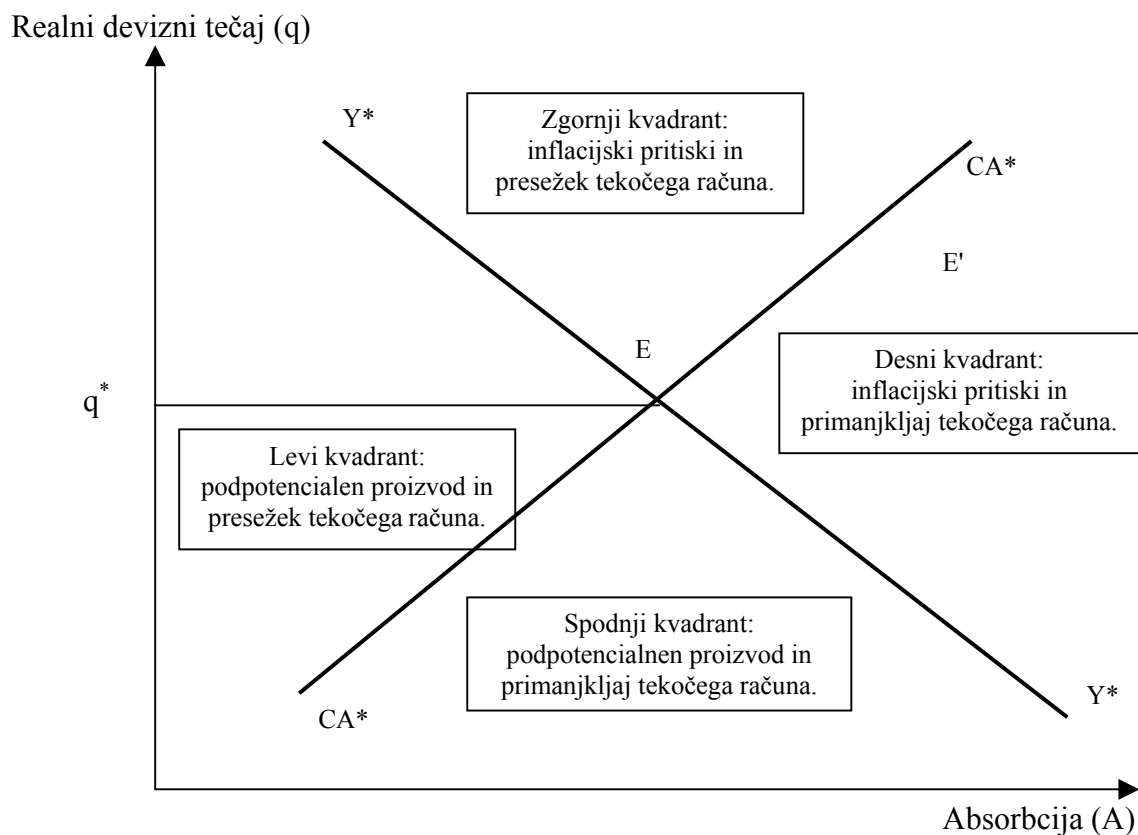 Realni devizni tečaj (q)
Y*
Zgornji kvadrant:
inflacijski pritiski in
presežek tekočega računa.
CA*
E'
E
Desni kvadrant:
inflacijski pritiski in
primanjkljaj tekočega računa.
q*
Levi kvadrant:
podpotencialen proizvod in
presežek tekočega računa.
Spodnji kvadrant:
podpotencialnen proizvod in
primanjkljaj tekočega računa.
CA*
Y*
Absorbcija (A)